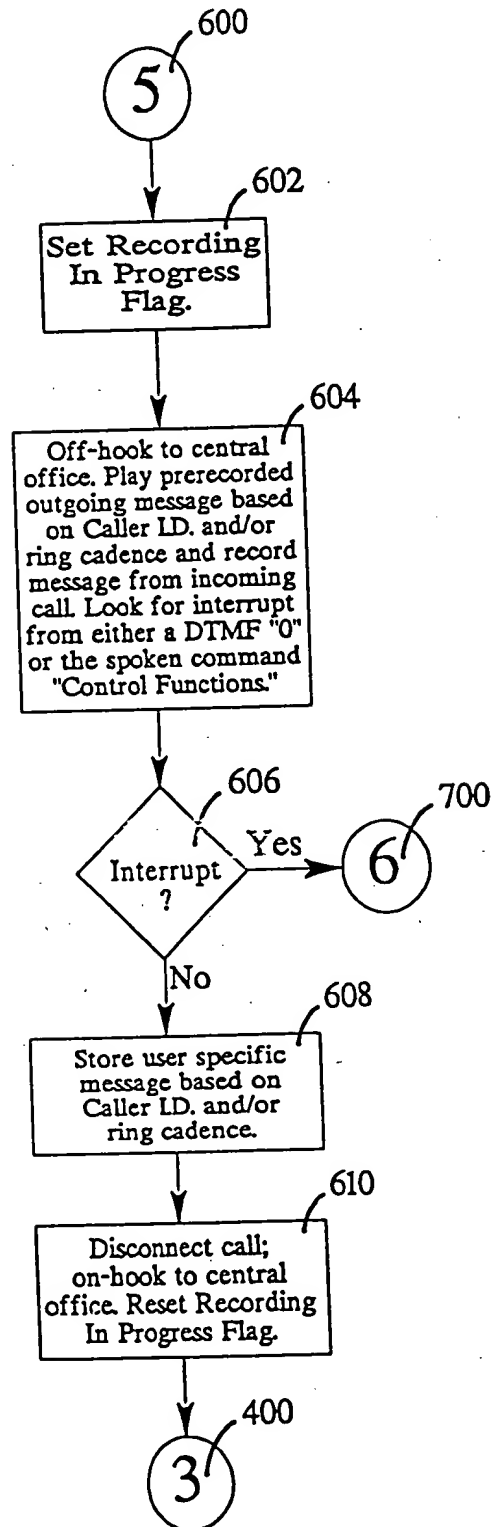 600
5
602
Set Recording
In Progress
Flag.
604
Off-hook to central
office. Play prerecorded
outgoing message based
on Caller I.D. and/or
ring cadence and record
message from incoming
call. Look for interrupt
from either a DTMF "0"
or the spoken command
"Control Functions."
606
700
Interrupt
?
Yes
6
No
608
Store user specific
message based on
Caller I.D. and/or
ring cadence.
610
Disconnect call;
on-hook to central
office. Reset Recording
In Progress Flag.
400
3